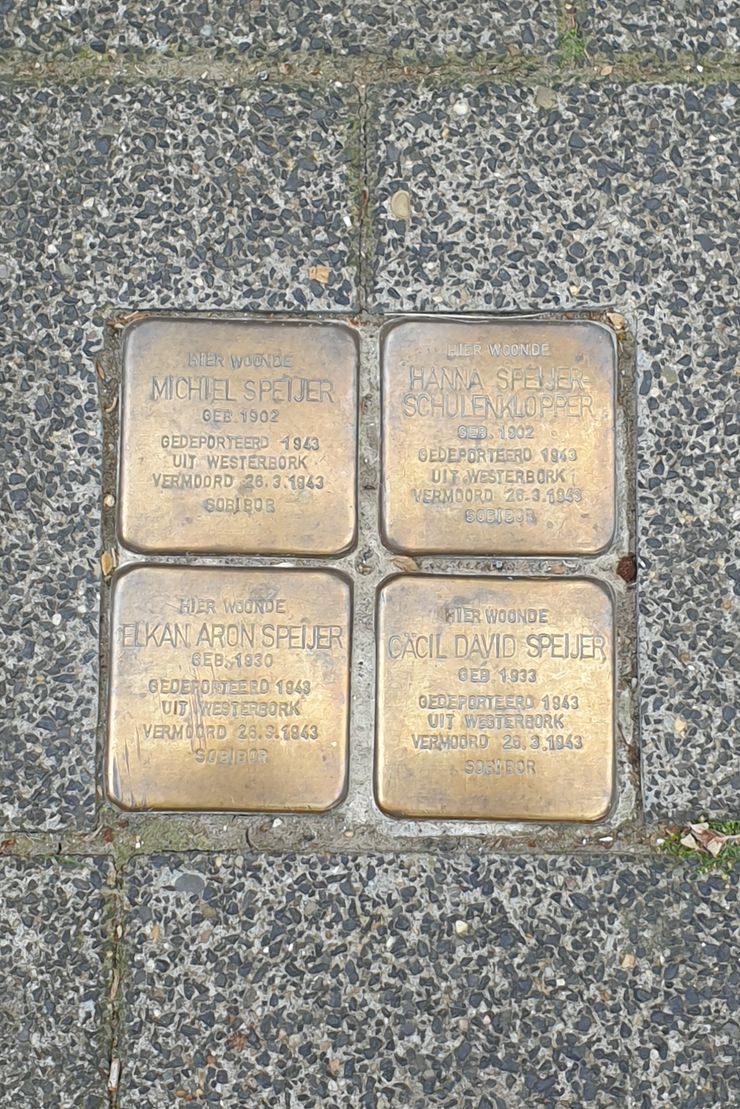 HIER WOONDE
MICHIEL SPEIJER
GEB. 1902
GEDEPORTEERD 1943
UIT WESTERBORK
VERMOORD 26.3.1943
SOBIBOR
HIER WOONDE
HANNA SPEIJER-
SCHULENKLOPPER
GEB. 1902
GEDEPORTEERD 1943
UIT WESTERBORK
VERMOORD 26.3.1943
SOBIBOR
HIER WOONDE
ELKAN ARON SPEIJER
GEB. 1930
GEDEPORTEERD 1943
UIT WESTERBORK
VERMOORD 26.3.1943
SOBIBOR
HIER WOONDE
CÄCIL DAVID SPEIJER
GEB 1933
GEDEPORTEERD 1943
UIT WESTERBORK
VERMOORD 26.3.1943
SOBIBOR